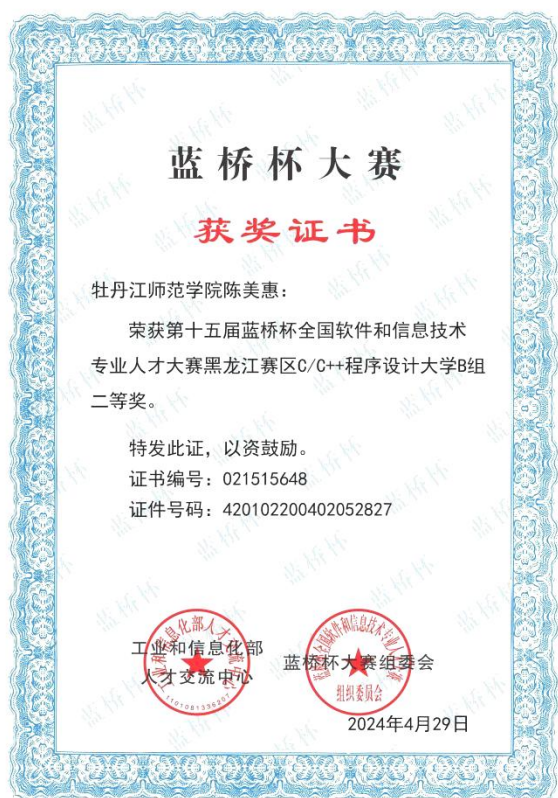 蓝桥杯大赛
获奖证书
牡丹江师范学院陈美惠：
荣获第十五届蓝桥杯全国软件和信息技术
专业人才大赛黑龙江赛区C/C++程序设计大学B组
二等奖。
特发此证，以资鼓励。
证书编号：021515648
证件号码：420102200402052827
工业和信息化部
人才交流中心
蓝桥杯大赛组委会
2024年4月29日